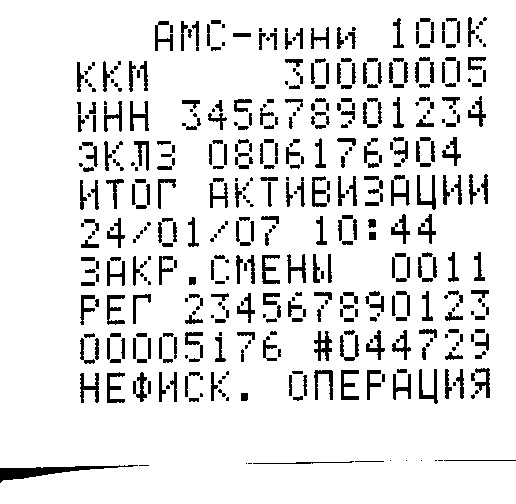 АМС-мини 100К
ККМ 30000005
ИНН 345678901234
ЭКЛЗ 0806176904
ИТОГ АКТИВИЗАЦИИ
24/01/07 10:44
ЗАКР.СМЕНЫ 0011
РЕГ 234567890123
00005176 #044729
НЕФИСК. ОПЕРАЦИЯ